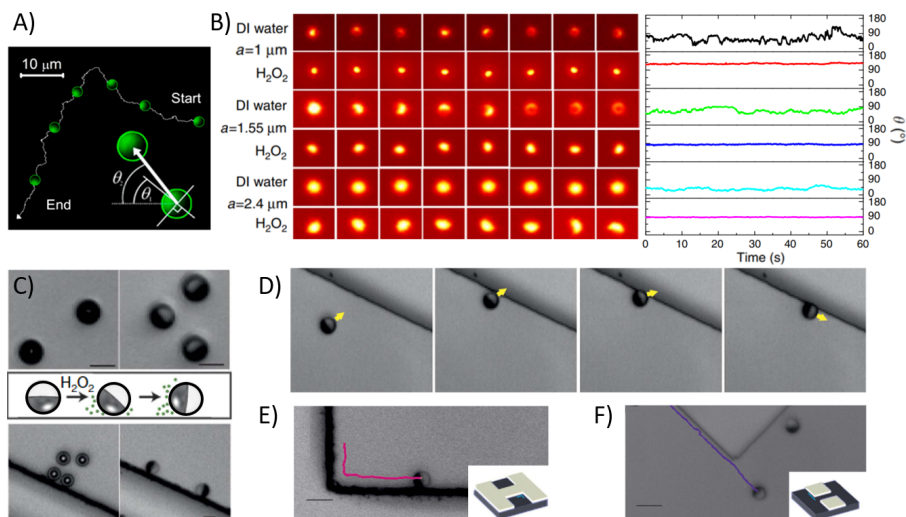 A)
10 μm
Start
End
θ₂
θ₁
B)
DI water
a=1 μm
H₂O₂
DI water
a=1.55 μm
H₂O₂
DI water
a=2.4 μm
H₂O₂
180
90
0
180
90
0
180
90
0
180
90
0
180
90
0
180
90
0
θ (°)
0 10 20 30 40 50 60
Time (s)
C)
H₂O₂
D)
E)
F)